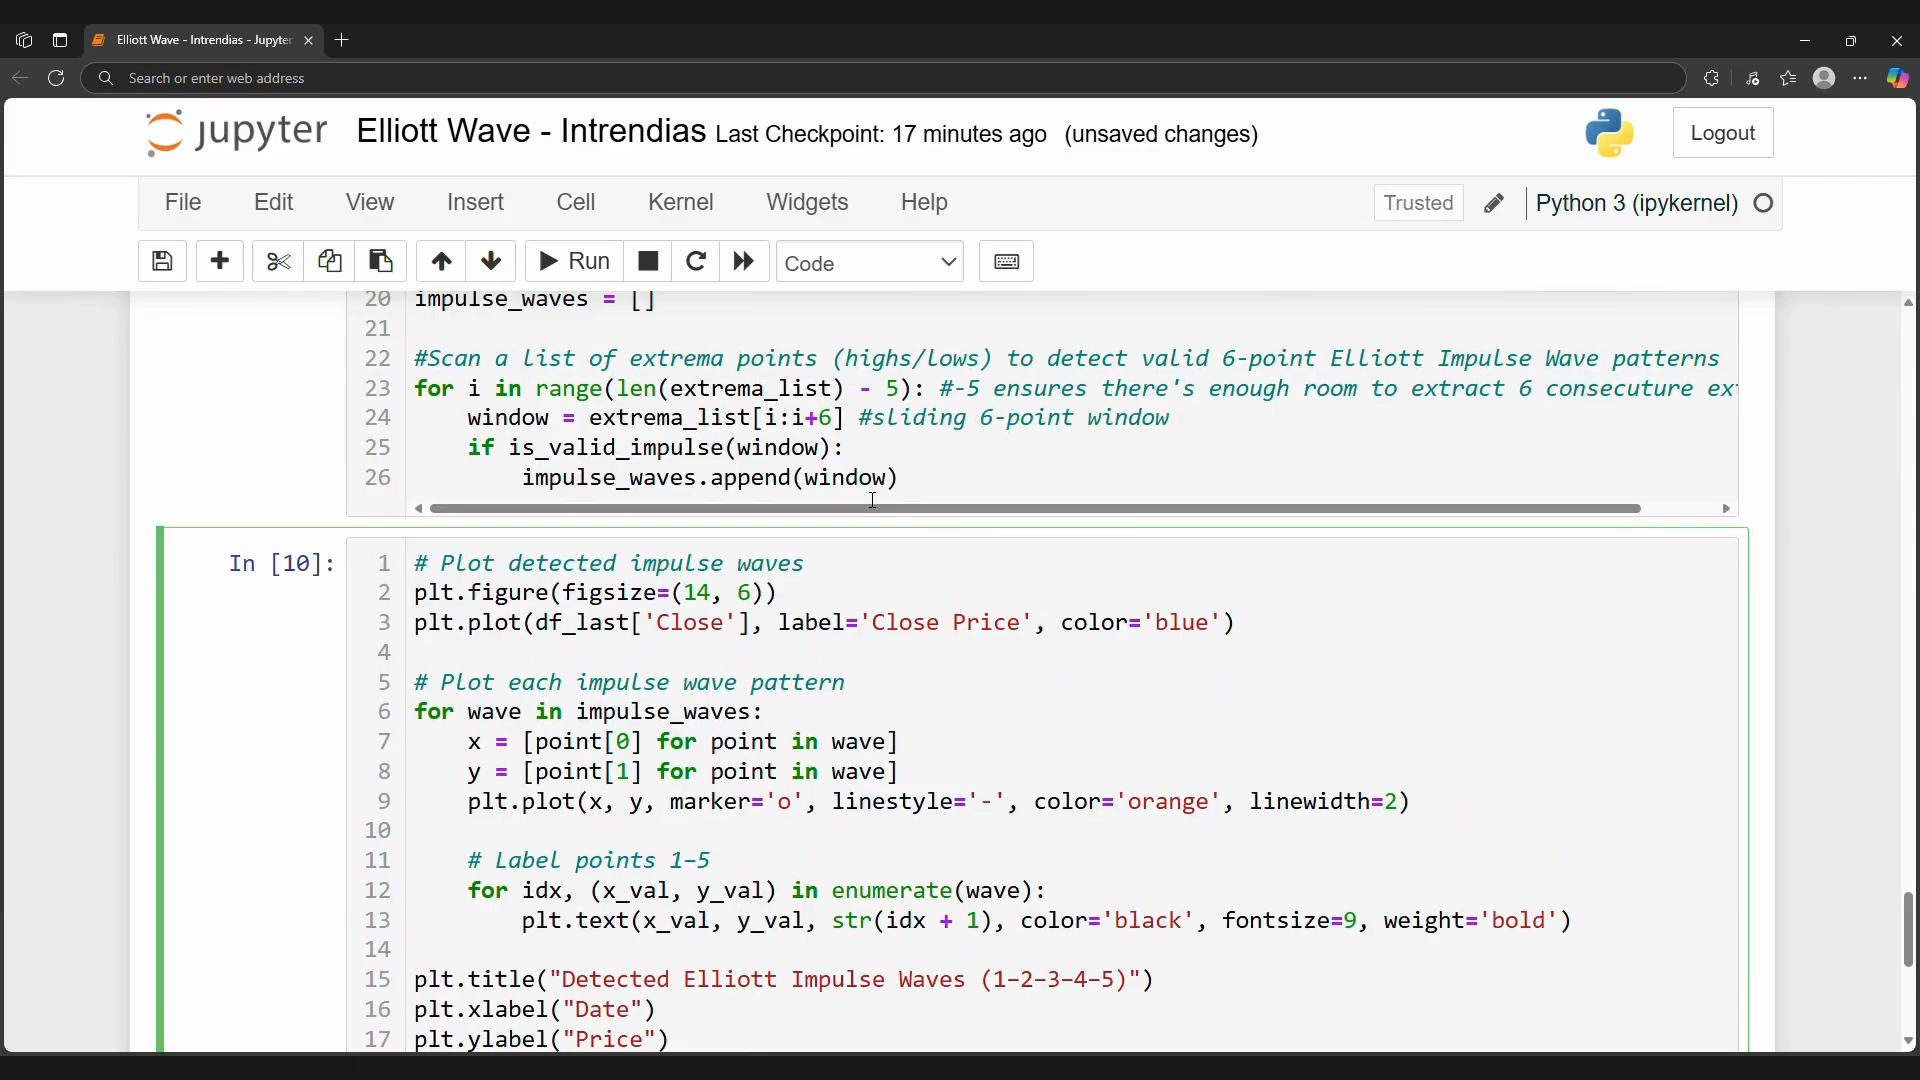 Elliott Wave - Intrendias - Jupyter
Search or enter web address
jupyter Elliott Wave - Intrendias Last Checkpoint: 17 minutes ago (unsaved changes)
Logout
File Edit View Insert Cell Kernel Widgets Help
Trusted Python 3 (ipykernel)
Run Code
20 impulse_waves = []
21
22 #Scan a list of extrema points (highs/lows) to detect valid 6-point Elliott Impulse Wave patterns
23 for i in range(len(extrema_list) - 5): #-5 ensures there's enough room to extract 6 consecuture ex
24 window = extrema_list[i:i+6] #sliding 6-point window
25 if is_valid_impulse(window):
26 impulse_waves.append(window)
In [10]:
1 # Plot detected impulse waves
2 plt.figure(figsize=(14, 6))
3 plt.plot(df_last['Close'], label='Close Price', color='blue')
4
5 # Plot each impulse wave pattern
6 for wave in impulse_waves:
7 x = [point[0] for point in wave]
8 y = [point[1] for point in wave]
9 plt.plot(x, y, marker='o', linestyle='-', color='orange', linewidth=2)
10
11 # Label points 1–5
12 for idx, (x_val, y_val) in enumerate(wave):
13 plt.text(x_val, y_val, str(idx + 1), color='black', fontsize=9, weight='bold')
14
15 plt.title("Detected Elliott Impulse Waves (1–2–3–4–5)")
16 plt.xlabel("Date")
17 plt.ylabel("Price")